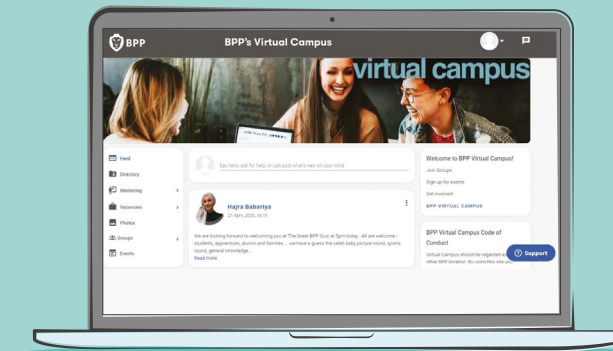 BPP
BPP's Virtual Campus
virtual campus
Feed
Directory
Mentoring
Vacancies
Photos
Groups
Events
Say hello, ask for help, or just post what's new on your mind
Hajra Babariya
21 Apr, 2020, 16:19
We are looking forward to welcoming you at The Great BPP Quiz at 5pm today. All are welcome -
students, apprentices, alumni and families ... we have a guess the celeb baby picture round, sports
round, general knowledge...
Read more
Welcome to BPP Virtual Campus!
Join Groups
Sign up for events
Get involved!
BPP VIRTUAL CAMPUS
BPP Virtual Campus Code of
Conduct
Virtual Campus should be regarded as
other BPP location. By using this site
Support